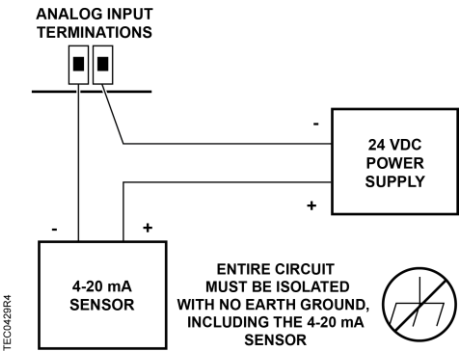 ANALOG INPUT
TERMINATIONS
-
24 VDC
POWER
SUPPLY
+
-
+
4-20 mA
SENSOR
ENTIRE CIRCUIT
MUST BE ISOLATED
WITH NO EARTH GROUND,
INCLUDING THE 4-20 mA
SENSOR
TEC0429R4